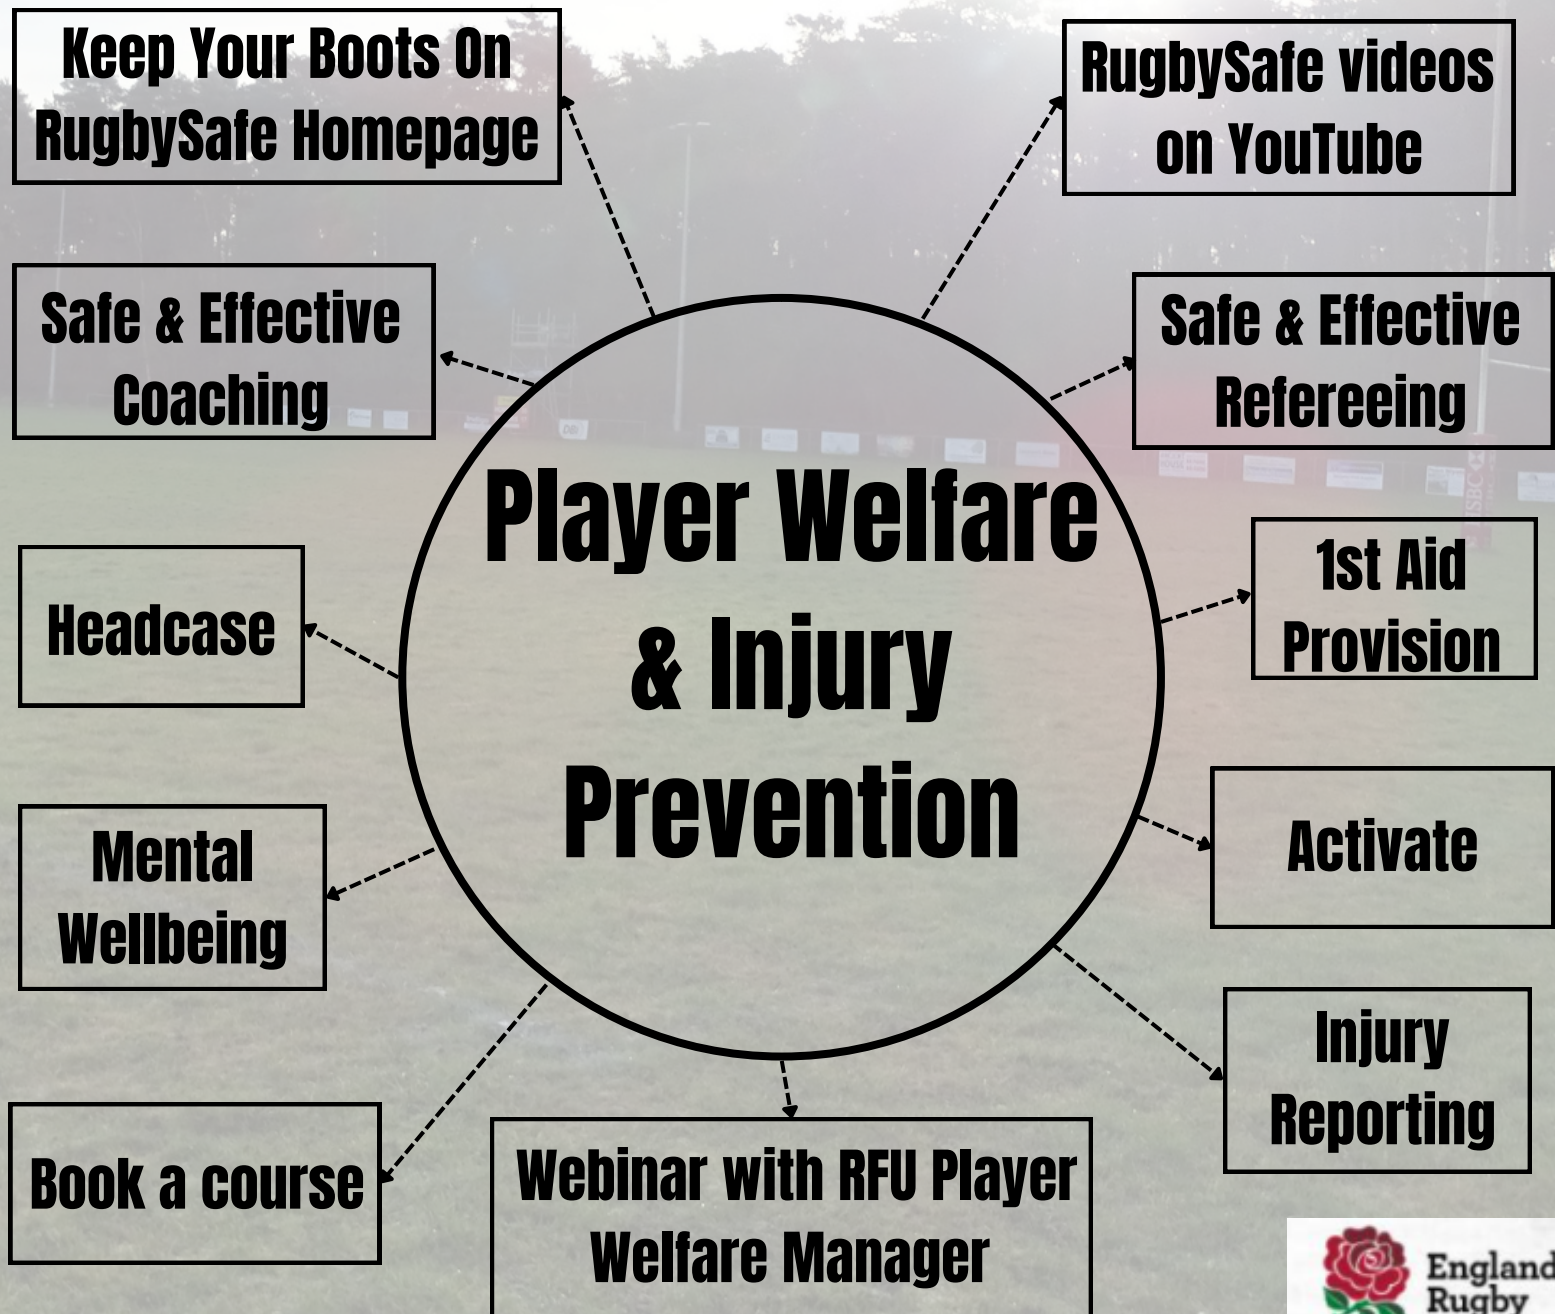 Keep Your Boots On
RugbySafe Homepage
RugbySafe videos
on YouTube
Safe & Effective
Coaching
Safe & Effective
Refereeing
Player Welfare
& Injury
Prevention
Headcase
1st Aid
Provision
Mental
Wellbeing
Activate
Injury
Reporting
Book a course
Webinar with RFU Player
Welfare Manager
England
Rugby
HSBC